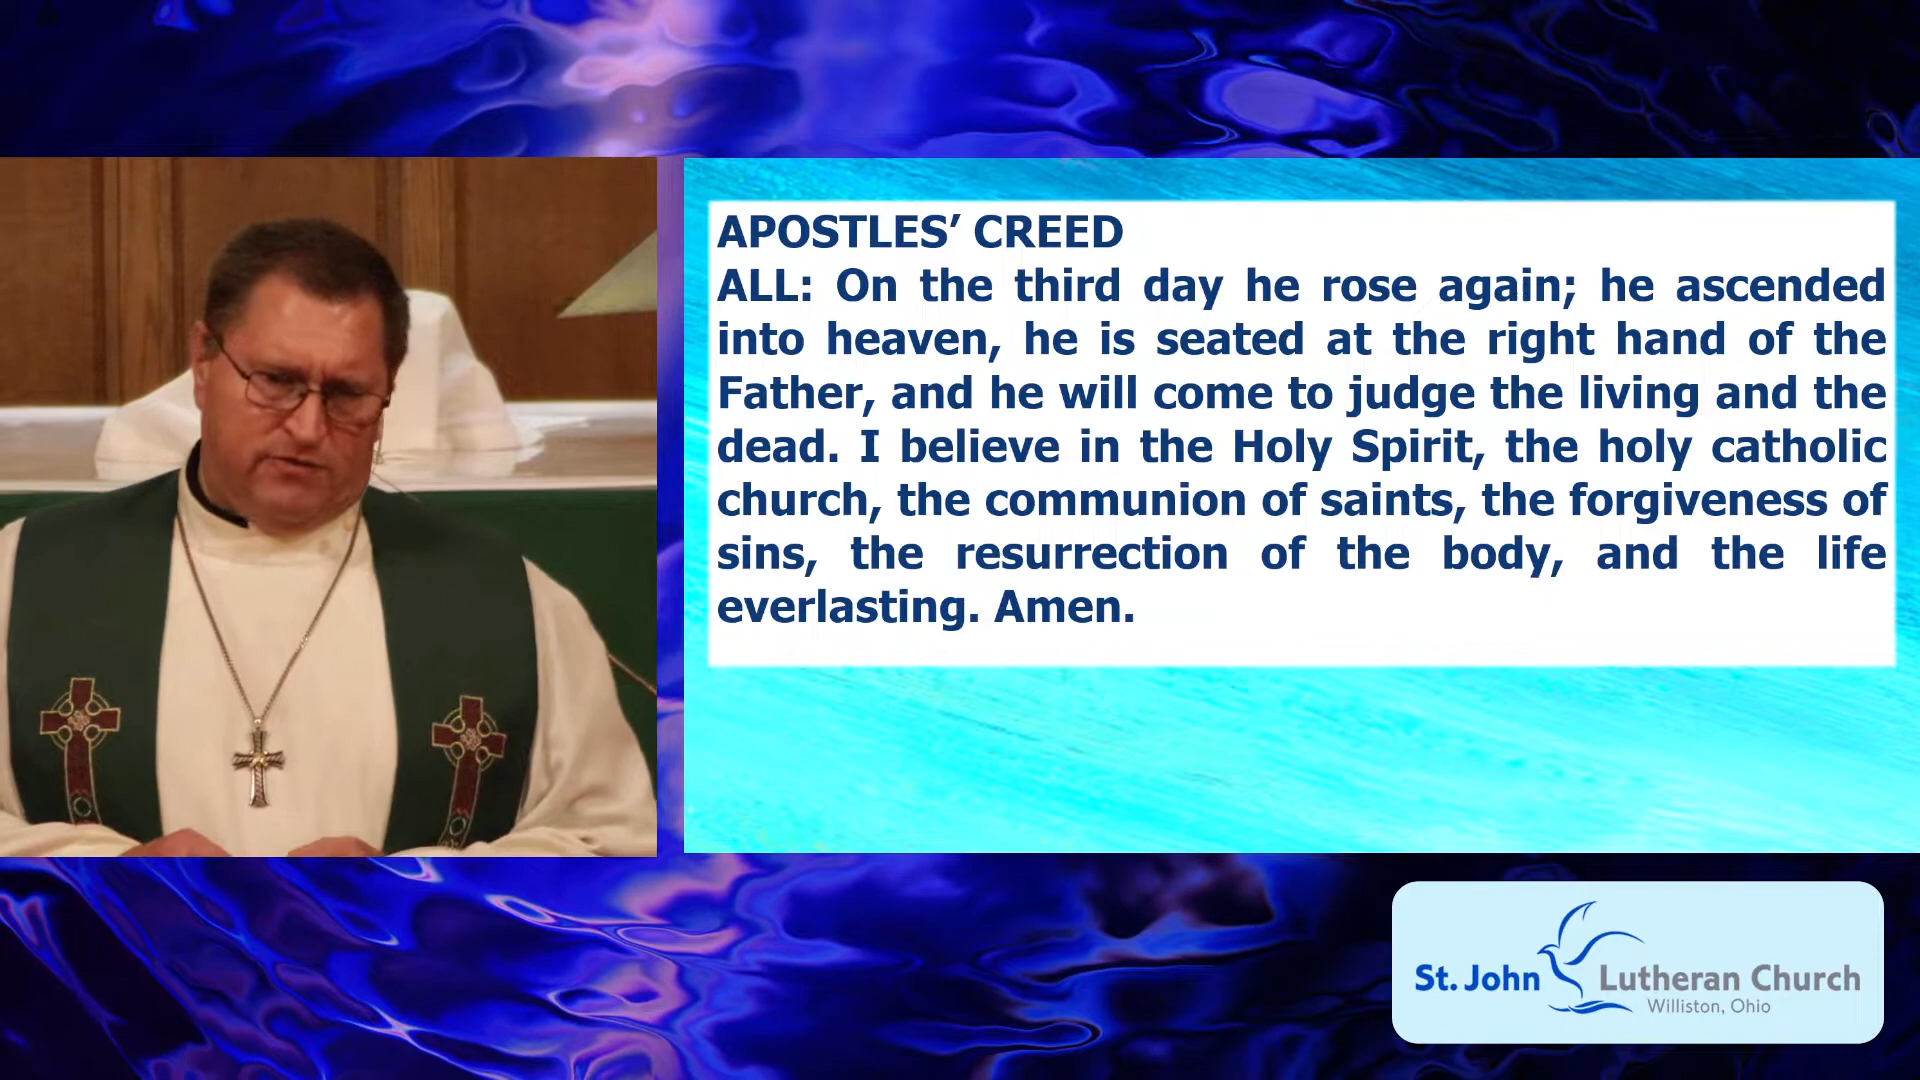 APOSTLES’ CREED
ALL: On the third day he rose again; he ascended
into heaven, he is seated at the right hand of the
Father, and he will come to judge the living and the
dead. I believe in the Holy Spirit, the holy catholic
church, the communion of saints, the forgiveness of
sins, the resurrection of the body, and the life
everlasting. Amen.
St. John Lutheran Church
Williston, Ohio